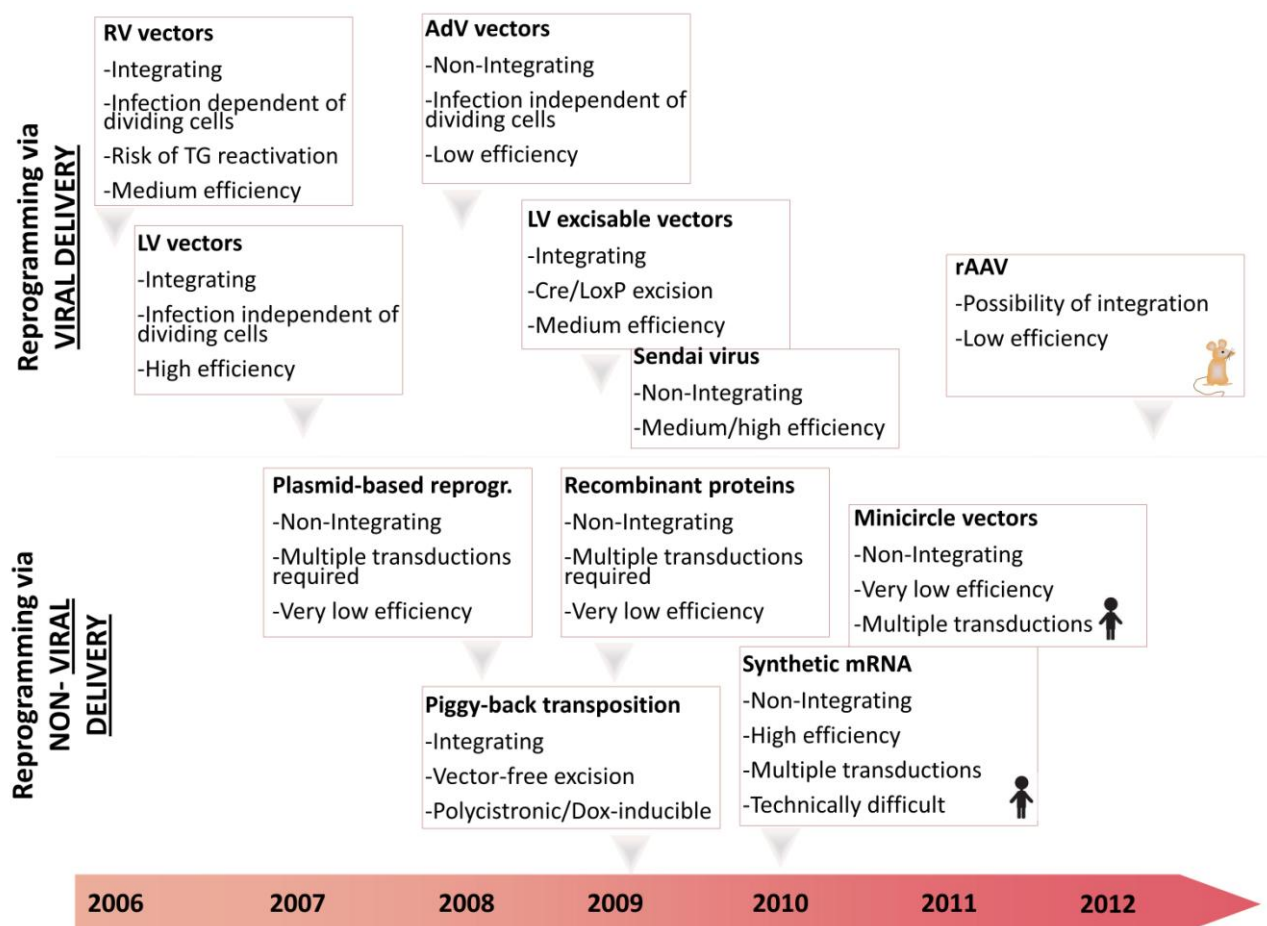 Reprogramming via
VIRAL DELIVERY
RV vectors
-Integrating
-Infection dependent of
dividing cells
-Risk of TG reactivation
-Medium efficiency
LV vectors
-Integrating
-Infection independent of
dividing cells
-High efficiency
AdV vectors
-Non-Integrating
-Infection independent of
dividing cells
-Low efficiency
LV excisable vectors
-Integrating
-Cre/LoxP excision
-Medium efficiency
Sendai virus
-Non-Integrating
-Medium/high efficiency
rAAV
-Possibility of integration
-Low efficiency
Reprogramming via
NON- VIRAL
DELIVERY
Plasmid-based reprogr.
-Non-Integrating
-Multiple transductions
required
-Very low efficiency
Piggy-back transposition
-Integrating
-Vector-free excision
-Polycistronic/Dox-inducible
Recombinant proteins
-Non-Integrating
-Multiple transductions
required
-Very low efficiency
Synthetic mRNA
-Non-Integrating
-High efficiency
-Multiple transductions
-Technically difficult
Minicircle vectors
-Non-Integrating
-Very low efficiency
-Multiple transductions
2006 2007 2008 2009 2010 2011 2012